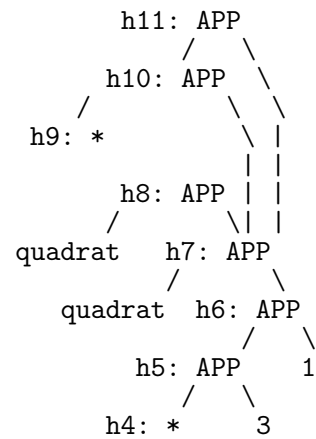 h11: APP
h10: APP
h9: *
h8: APP
quadrat h7: APP
quadrat h6: APP
h5: APP 1
h4: * 3